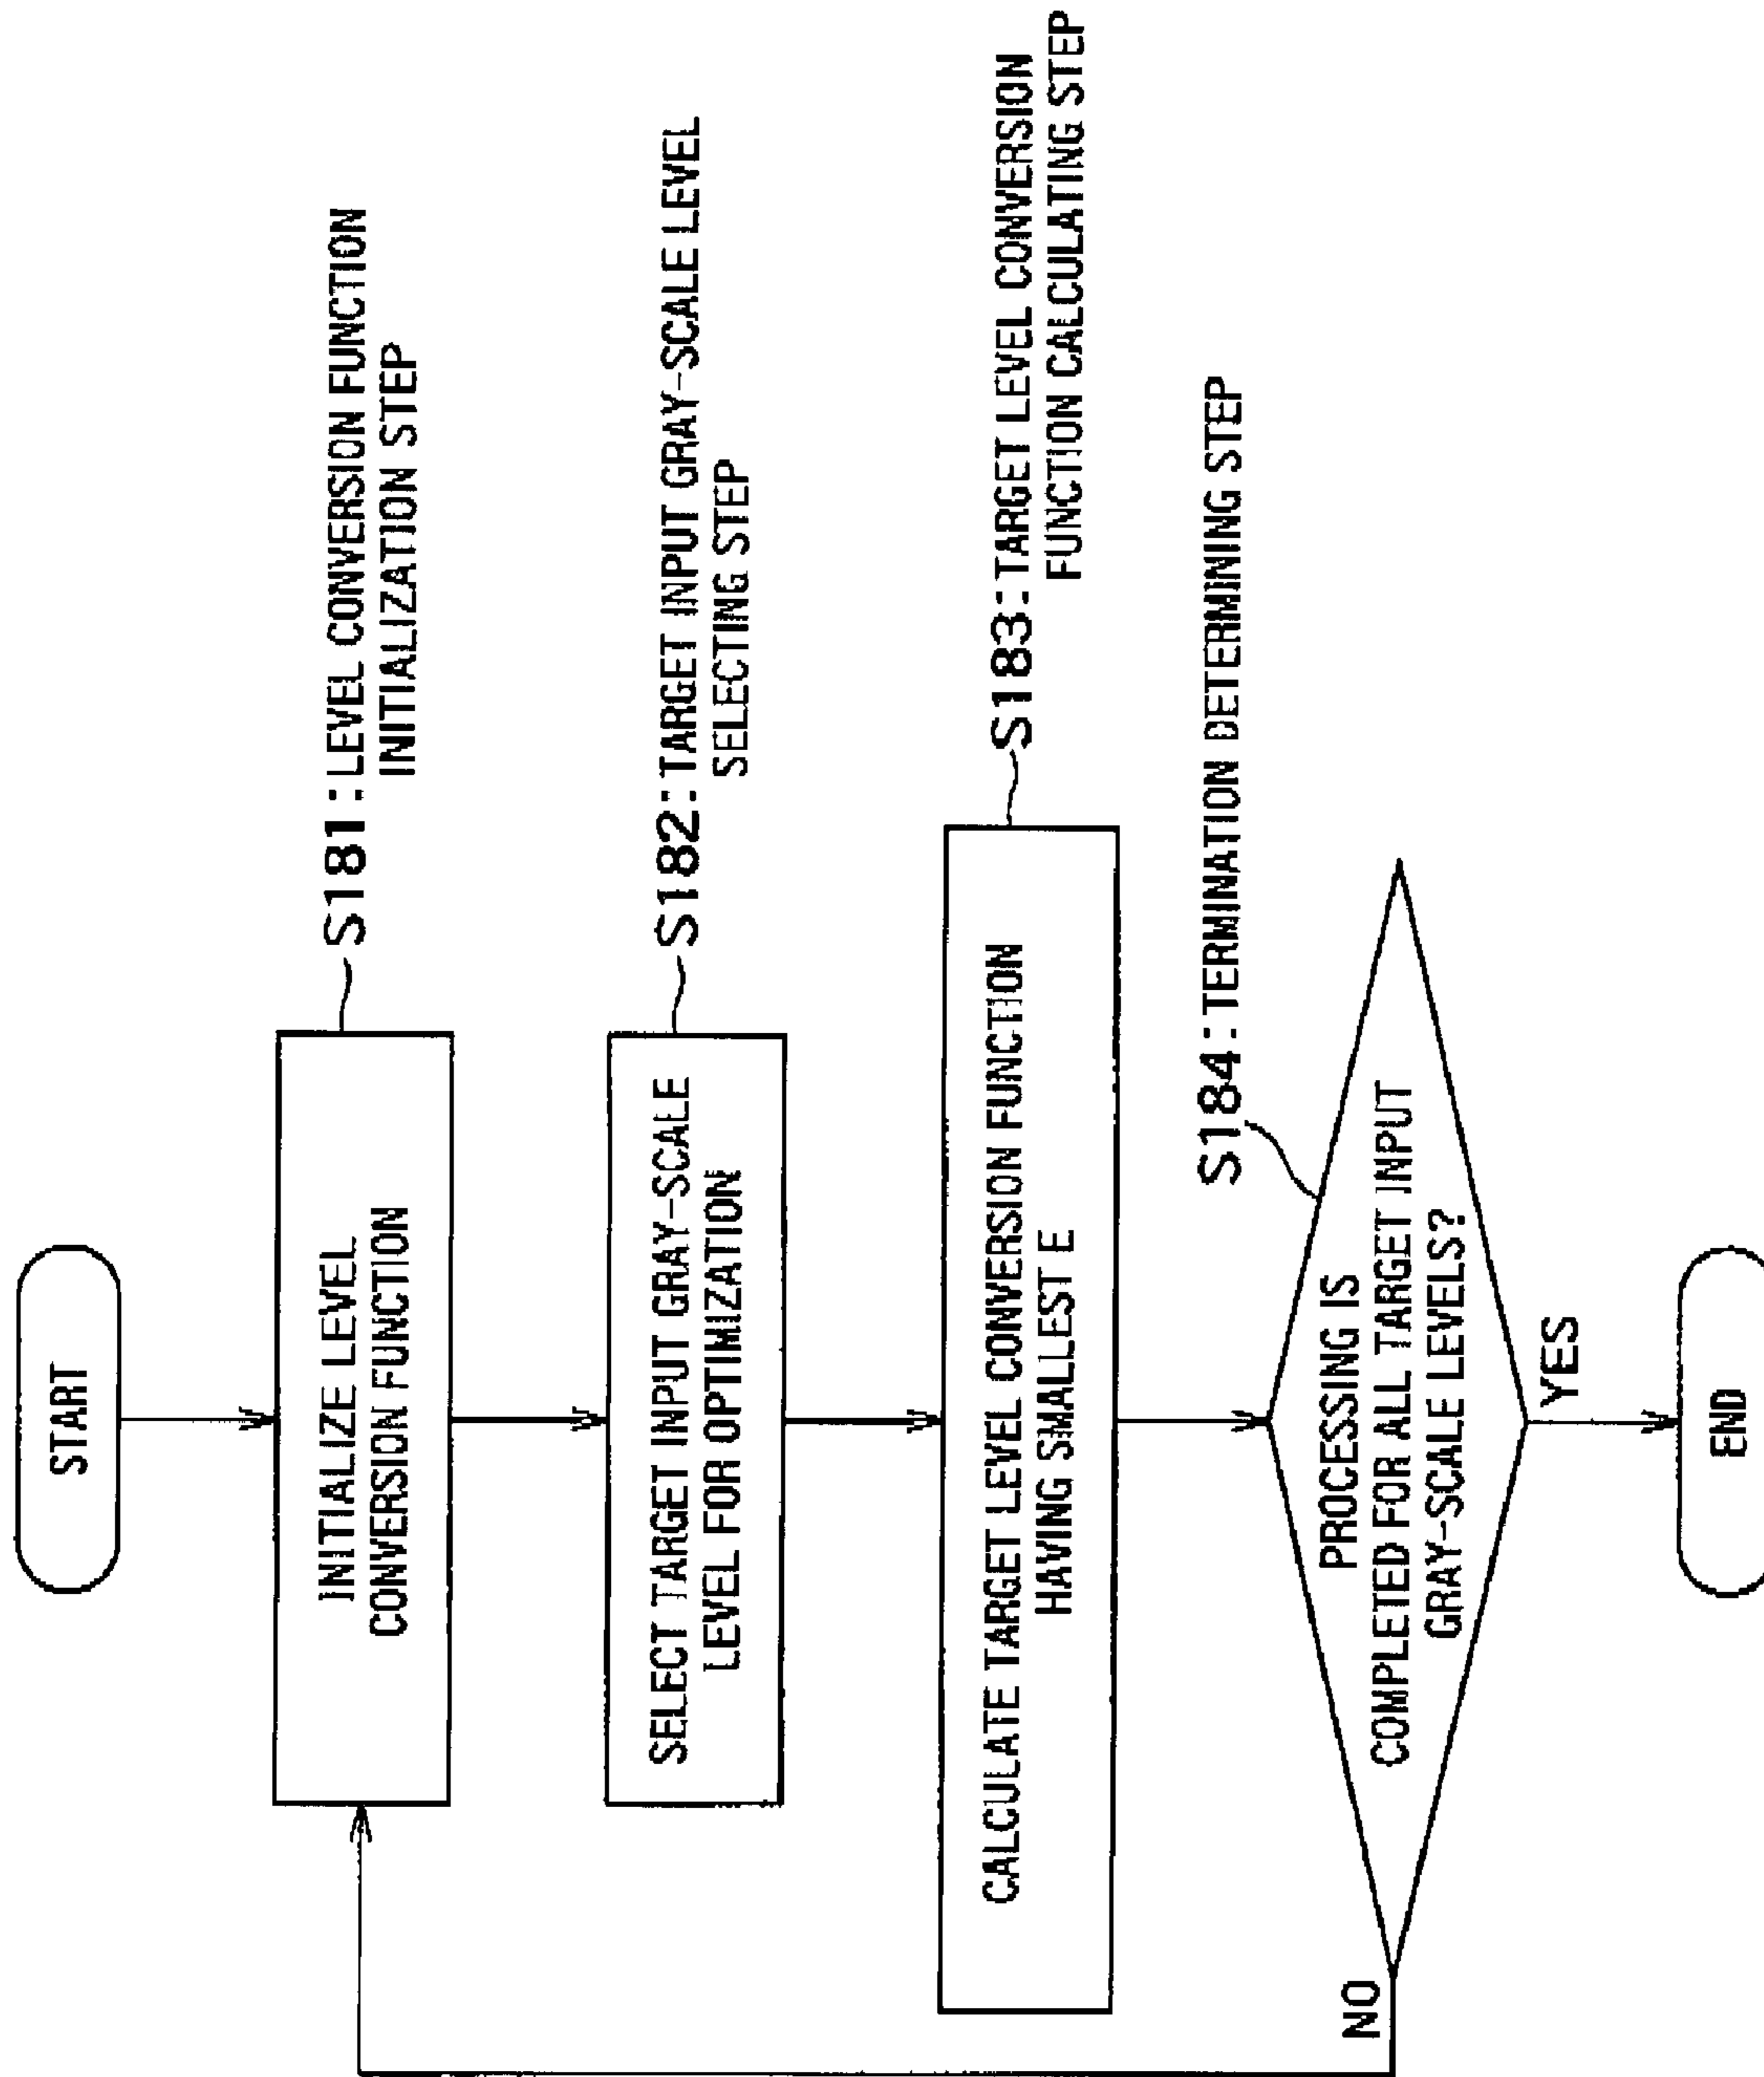 START
INITIALIZE LEVEL
CONVERSION FUNCTION
S181::LEVEL CONVERSION FUNCTION
INITIALIZATION STEP
SELECT TARGET INPUT GRAY-SCALE
LEVEL FOR OPTIMIZATION
S182::TARGET INPUT GRAY-SCALE LEVEL
SELECTING STEP
CALCULATE TARGET LEVEL CONVERSION FUNCTION
HAVING SMALLEST E
S183::TARGET LEVEL CONVERSION
FUNCTION CALCULATING STEP
S184::TERMINATION DETERMINING STEP
PROCESSING IS
COMPLETED FOR ALL TARGET INPUT
GRAY-SCALE LEVELS?
NO
YES
END